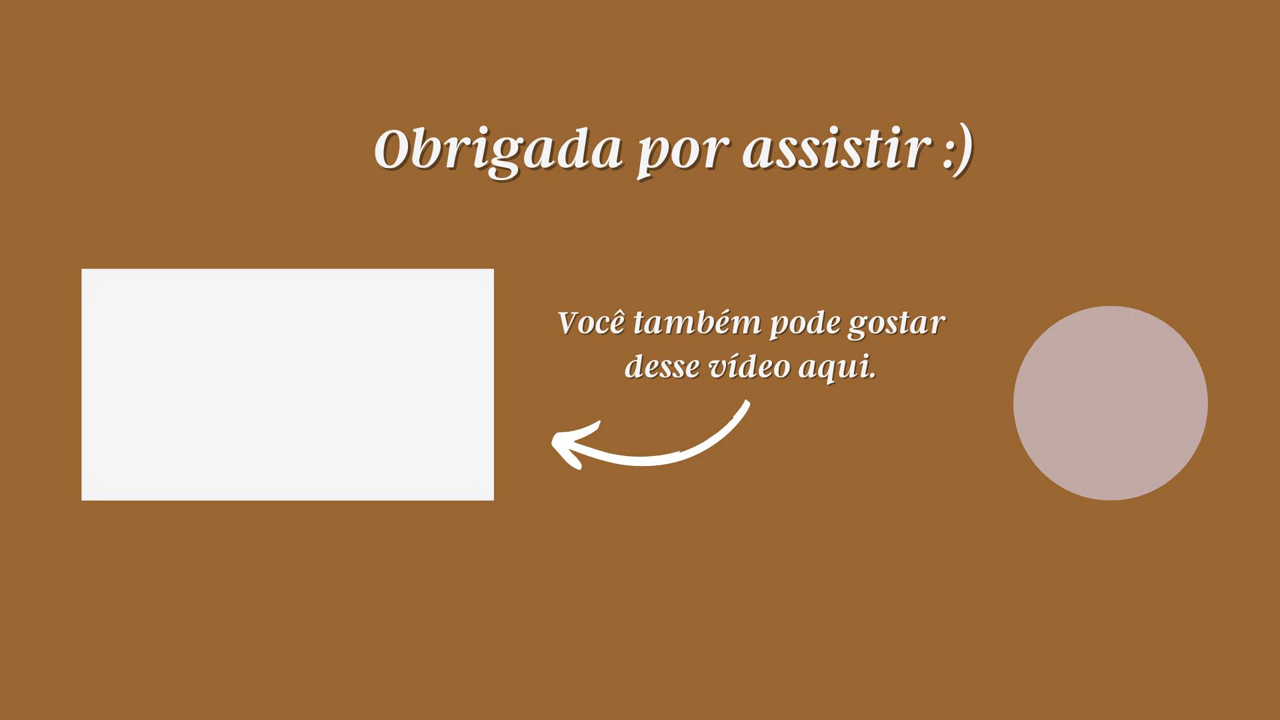 Obrigada por assistir :)
Você também pode gostar
desse vídeo aqui.